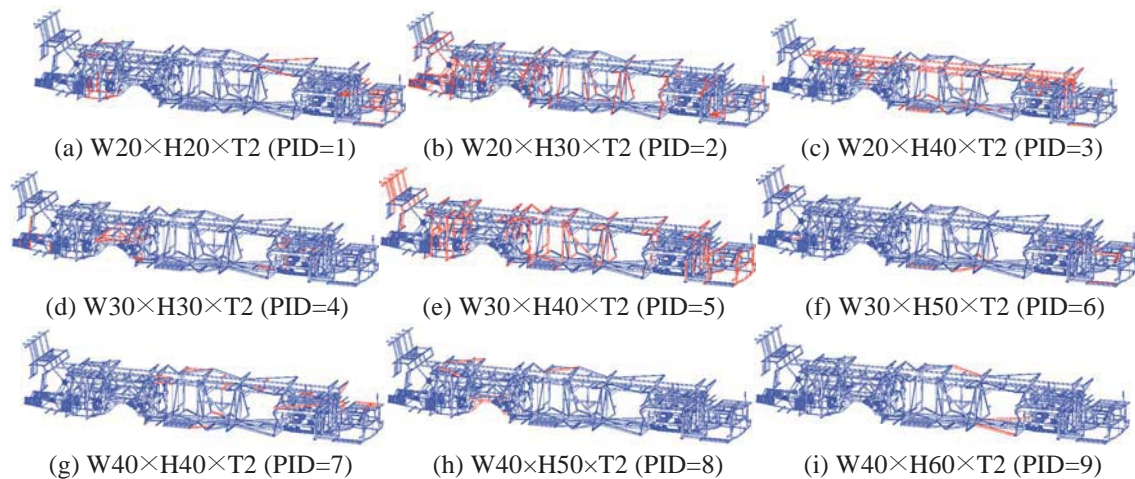 (a) W20×H20×T2 (PID=1)
(b) W20×H30×T2 (PID=2)
(c) W20×H40×T2 (PID=3)
(d) W30×H30×T2 (PID=4)
(e) W30×H40×T2 (PID=5)
(f) W30×H50×T2 (PID=6)
(g) W40×H40×T2 (PID=7)
(h) W40×H50×T2 (PID=8)
(i) W40×H60×T2 (PID=9)